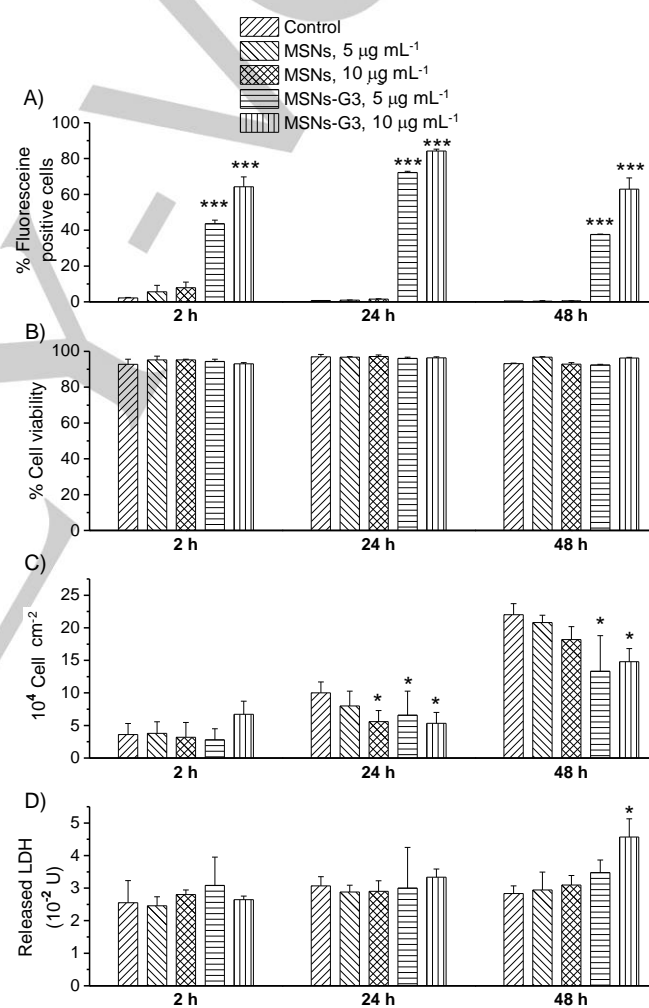 Control
MSNs, 5 μg mL-1
MSNs, 10 μg mL-1
MSNs-G3, 5 μg mL-1
MSNs-G3, 10 μg mL-1
A)
% Fluoresceine
positive cells
100
80
60
40
20
0
*** *** *** *** *** ***
2 h 24 h 48 h
B)
% Cell viability
100
80
60
40
20
0
2 h 24 h 48 h
C)
10⁴ Cell cm-2
25
20
15
10
5
0
* * * * *
2 h 24 h 48 h
D)
Released LDH
(10-2 U)
5
4
3
2
1
0
*
2 h 24 h 48 h